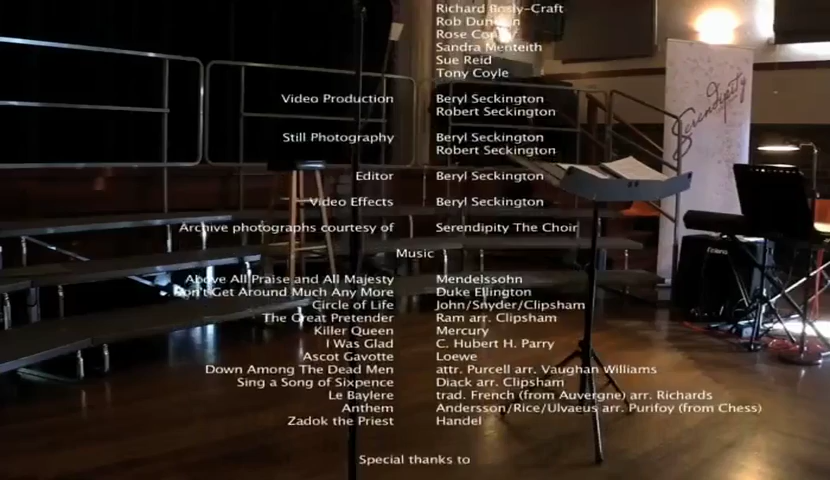 Richard Bosly-Craft
Rob
Rose
Sandra Menteith
Sue Reid
Tony Coyle
Video Production Beryl Seckington
Robert Seckington
Still Photography Beryl Seckington
Robert Seckington
Editor Beryl Seckington
Video Effects Beryl Seckington
Archive photographs courtesy of Serendipity The Choir
Music
Above All Praise and All Majesty Mendelssohn
Don't Get Around Much Any More Duke Ellington
Circle of Life John/Snyder/Clipsham
The Great Pretender Ram arr. Clipsham
Killer Queen Mercury
I Was Glad C. Hubert H. Parry
Ascot Gavotte Loewe
Down Among The Dead Men attr. Purcell arr. Vaughan Williams
Sing a Song of Sixpence Diack arr. Clipsham
Le Baylere trad. French (from Auvergne) arr. Richards
Anthem Andersson/Rice/Ulvaeus arr. Purifoy (from Chess)
Zadok the Priest Handel
Special thanks to
Serendipity